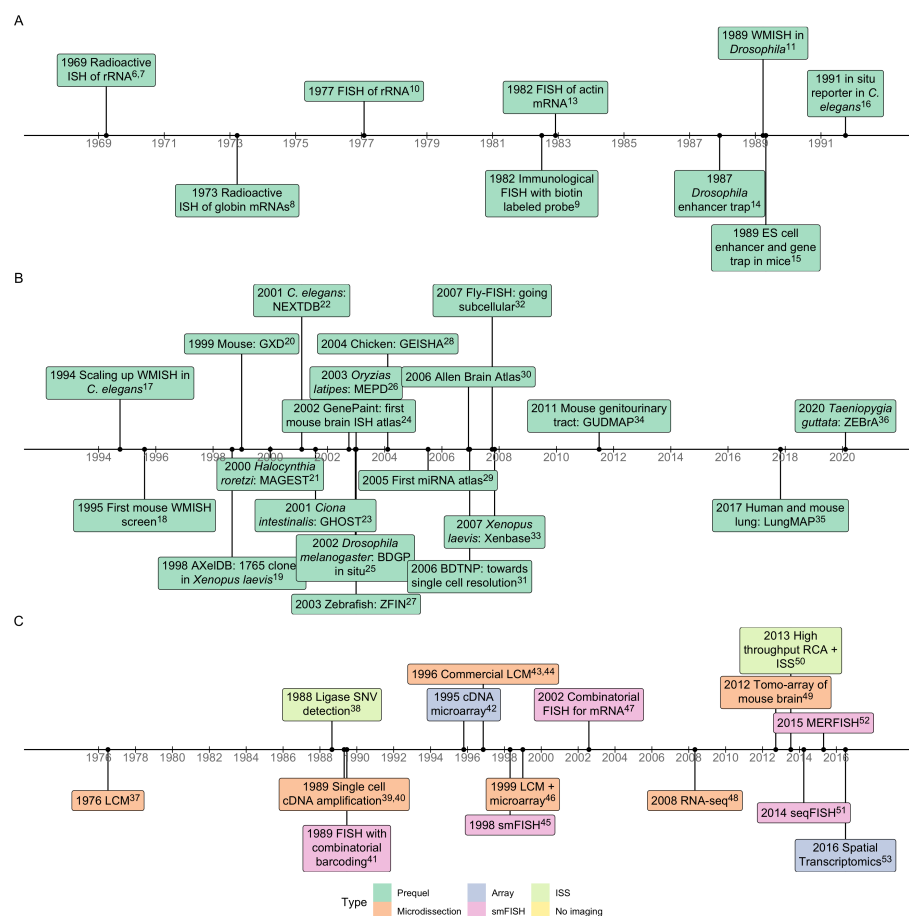 A
1969 Radioactive
ISH of rRNA6,7
1977 FISH of rRNA10
1982 FISH of actin
mRNA13
1989 WMISH in
Drosophila11
1991 in situ
reporter in C.
elegans16
1969 1971 1973 1975 1977 1979 1981 1983 1985 1987 1989 1991
1973 Radioactive
ISH of globin mRNAs8
1982 Immunological
FISH with biotin
labeled probe9
1987
Drosophila
enhancer trap14
1989 ES cell
enhancer and gene
trap in mice15
B
2001 C. elegans:
NEXTDB22
2007 Fly-FISH: going
subcellular32
1999 Mouse: GXD20
2004 Chicken: GEISHA28
1994 Scaling up WMISH in
C. elegans17
2003 Oryzias
latipes: MEPD26
2006 Allen Brain Atlas30
2002 GenePaint: first
mouse brain ISH atlas24
2011 Mouse genitourinary
tract: GUDMAP34
2020 Taeniopygia
guttata: ZEBrA36
1994 1996 1998 2000 2002 2004 2006 2008 2010 2012 2014 2016 2018 2020
2000 Halocynthia
roretzi: MAGEST21
2005 First miRNA atlas29
1995 First mouse WMISH
screen18
2001 Ciona
intestinalis: GHOST23
2007 Xenopus
laevis: Xenbase33
2017 Human and mouse
lung: LungMAP35
2002 Drosophila
melanogaster: BDGP
in situ25
1998 AXelDB: 1765 clone
in Xenopus laevis19
2006 BDTNP: towards
single cell resolution31
2003 Zebrafish: ZFIN27
C
2013 High
throughput RCA +
ISS50
1996 Commercial LCM43,44
2012 Tomo-array of
mouse brain49
1988 Ligase SNV
detection38
1995 cDNA
microarray42
2002 Combinatorial
FISH for mRNA47
2015 MERFISH52
1976 1978 1980 1982 1984 1986 1988 1990 1992 1994 1996 1998 2000 2002 2004 2006 2008 2010 2012 2014 2016
1976 LCM37
1989 Single cell
cDNA amplification39,40
1999 LCM +
microarray46
2008 RNA-seq48
1998 smFISH45
2014 seqFISH51
1989 FISH with
combinatorial
barcoding41
2016 Spatial
Transcriptomics53
Type
Prequel
Array
ISS
Microdissection
smFISH
No imaging